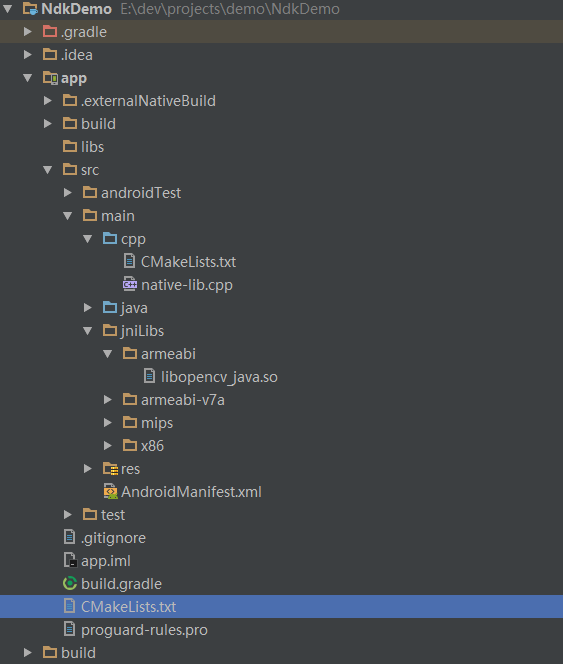 NdkDemo E:\dev\projects\demo\NdkDemo
.gradle
.idea
app
.externalNativeBuild
build
libs
src
androidTest
main
cpp
CMakeLists.txt
native-lib.cpp
java
jniLibs
armeabi
libopencv_java.so
armeabi-v7a
mips
x86
res
AndroidManifest.xml
test
.gitignore
app.iml
build.gradle
CMakeLists.txt
proguard-rules.pro
build